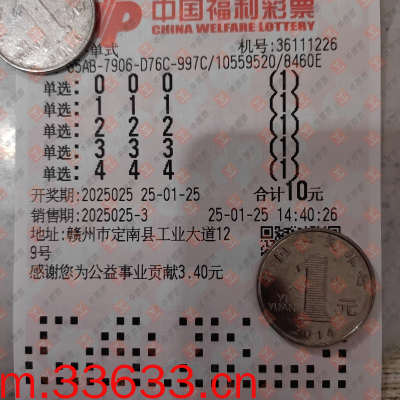 中国福利彩票
CHINA WELFARE LOTTERY
单式 机号:36111226
85AB-7906-D76C-997C/10559520/8460E
单选: 0 0 0 (1)
单选: 1 1 1 (1)
单选: 2 2 2 (1)
单选: 3 3 3 (1)
单选: 4 4 4 (1)
开奖期:2025025 25-01-25 合计10元
销售期:2025025-3 25-01-25 14:40:26
地址:赣州市定南县工业大道12
9号
感谢您为公益事业贡献3.40元
1
元
YUAN
2014
m.33633.cn